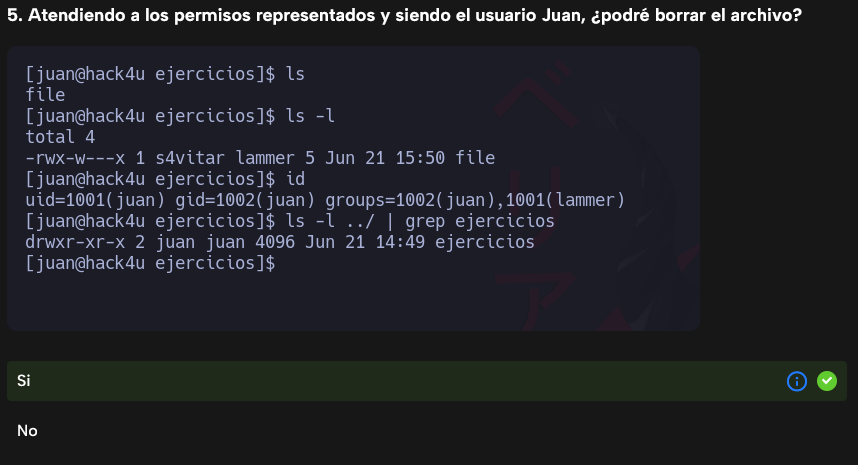 5. Atendiendo a los permisos representados y siendo el usuario Juan, ¿podré borrar el archivo?
[juan@hack4u ejercicios]$ ls
file
[juan@hack4u ejercicios]$ ls -l
total 4
-rwx-w---x 1 s4vitar lammer 5 Jun 21 15:50 file
[juan@hack4u ejercicios]$ id
uid=1001(juan) gid=1002(juan) groups=1002(juan),1001(lammer)
[juan@hack4u ejercicios]$ ls -l ../ | grep ejercicios
drwxr-xr-x 2 juan juan 4096 Jun 21 14:49 ejercicios
[juan@hack4u ejercicios]$
Si
No